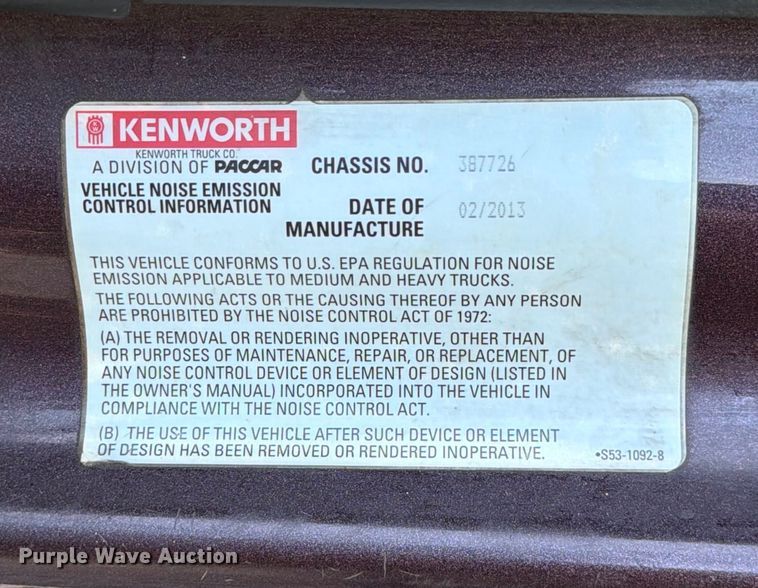 KENWORTH
KENWORTH TRUCK CO.
A DIVISION OF PACCAR
VEHICLE NOISE EMISSION
CONTROL INFORMATION
CHASSIS NO. 387726
DATE OF
MANUFACTURE
02/2013
THIS VEHICLE CONFORMS TO U.S. EPA REGULATION FOR NOISE
EMISSION APPLICABLE TO MEDIUM AND HEAVY TRUCKS.
THE FOLLOWING ACTS OR THE CAUSING THEREOF BY ANY PERSON
ARE PROHIBITED BY THE NOISE CONTROL ACT OF 1972:
(A) THE REMOVAL OR RENDERING INOPERATIVE, OTHER THAN
FOR PURPOSES OF MAINTENANCE, REPAIR, OR REPLACEMENT, OF
ANY NOISE CONTROL DEVICE OR ELEMENT OF DESIGN (LISTED IN
THE OWNER'S MANUAL) INCORPORATED INTO THE VEHICLE IN
COMPLIANCE WITH THE NOISE CONTROL ACT.
(B) THE USE OF THIS VEHICLE AFTER SUCH DEVICE OR ELEMENT
OF DESIGN HAS BEEN REMOVED OR RENDERED INOPERATIVE.
•S53-1092-8
Purple Wave Auction